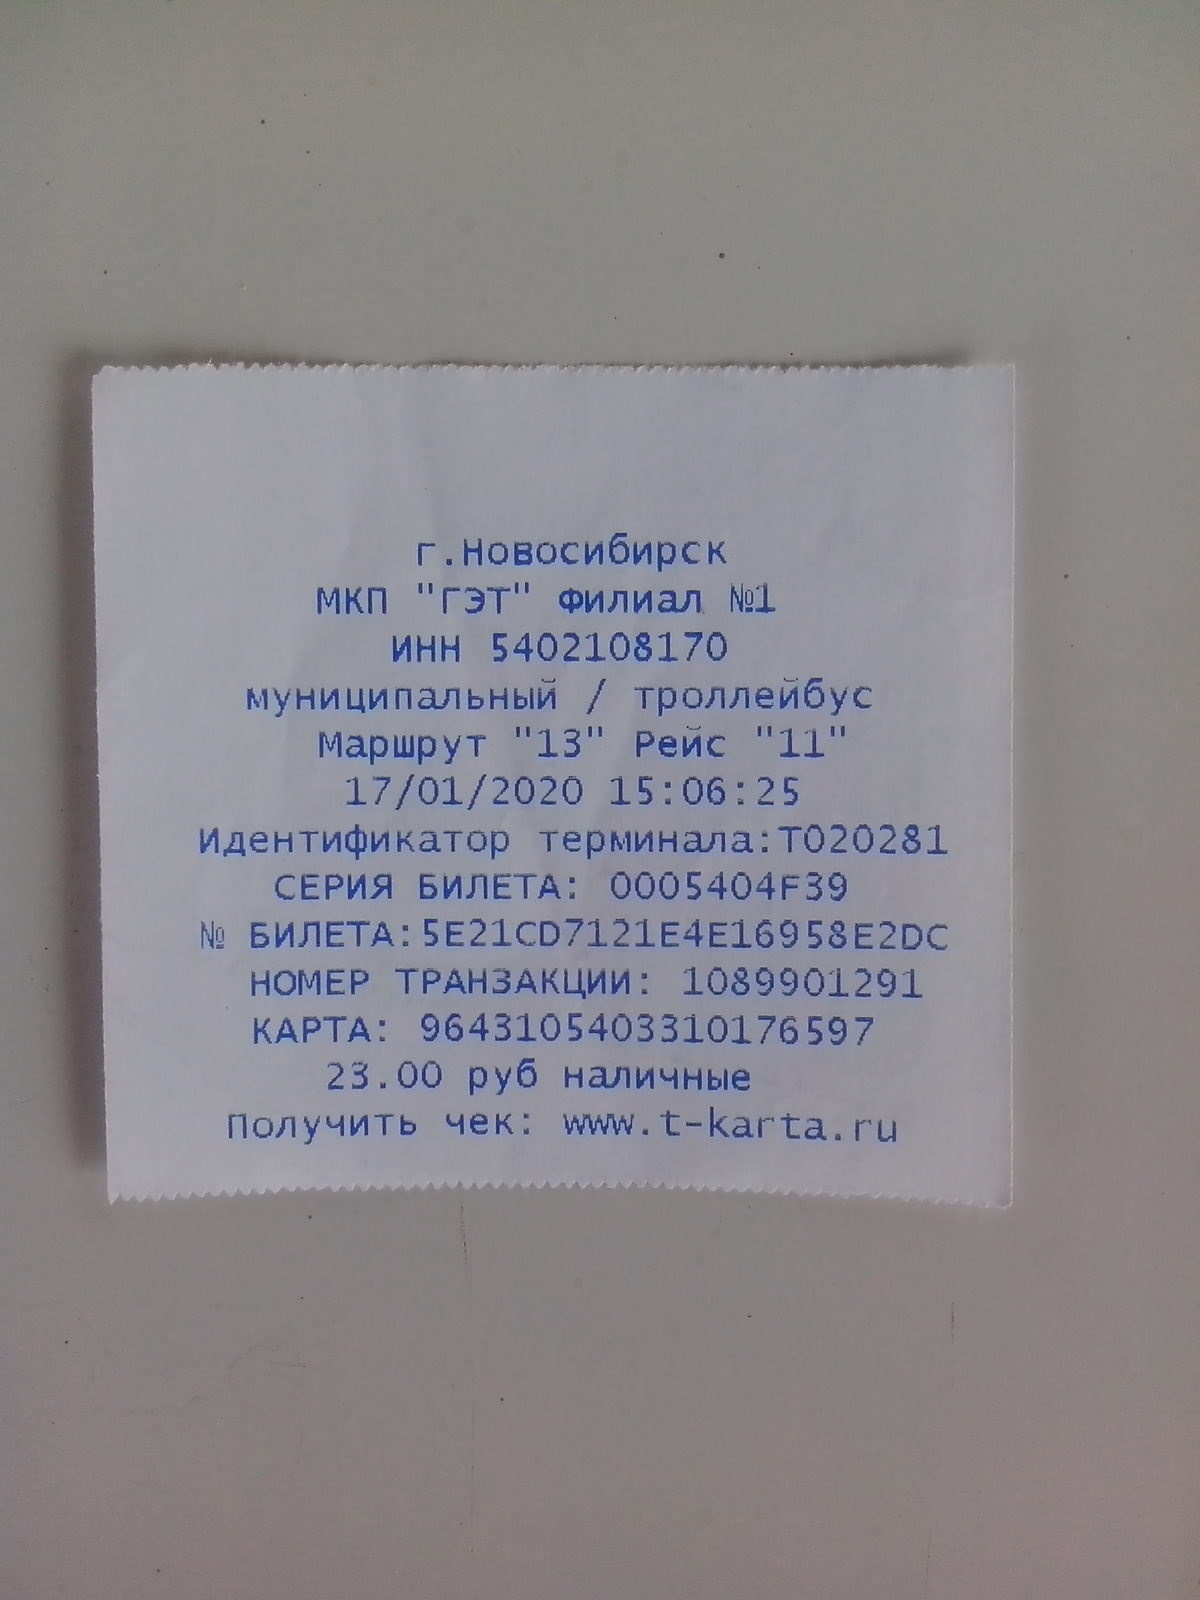 г.Новосибирск
МКП "ГЭТ" Филиал №1
ИНН 5402108170
муниципальный / троллейбус
Маршрут "13" Рейс "11"
17/01/2020 15:06:25
Идентификатор терминала:T020281
СЕРИЯ БИЛЕТА: 0005404F39
№ БИЛЕТА:5E21CD7121E4E16958E2DC
НОМЕР ТРАНЗАКЦИИ: 1089901291
КАРТА: 9643105403310176597
23.00 руб наличные
Получить чек: www.t-karta.ru